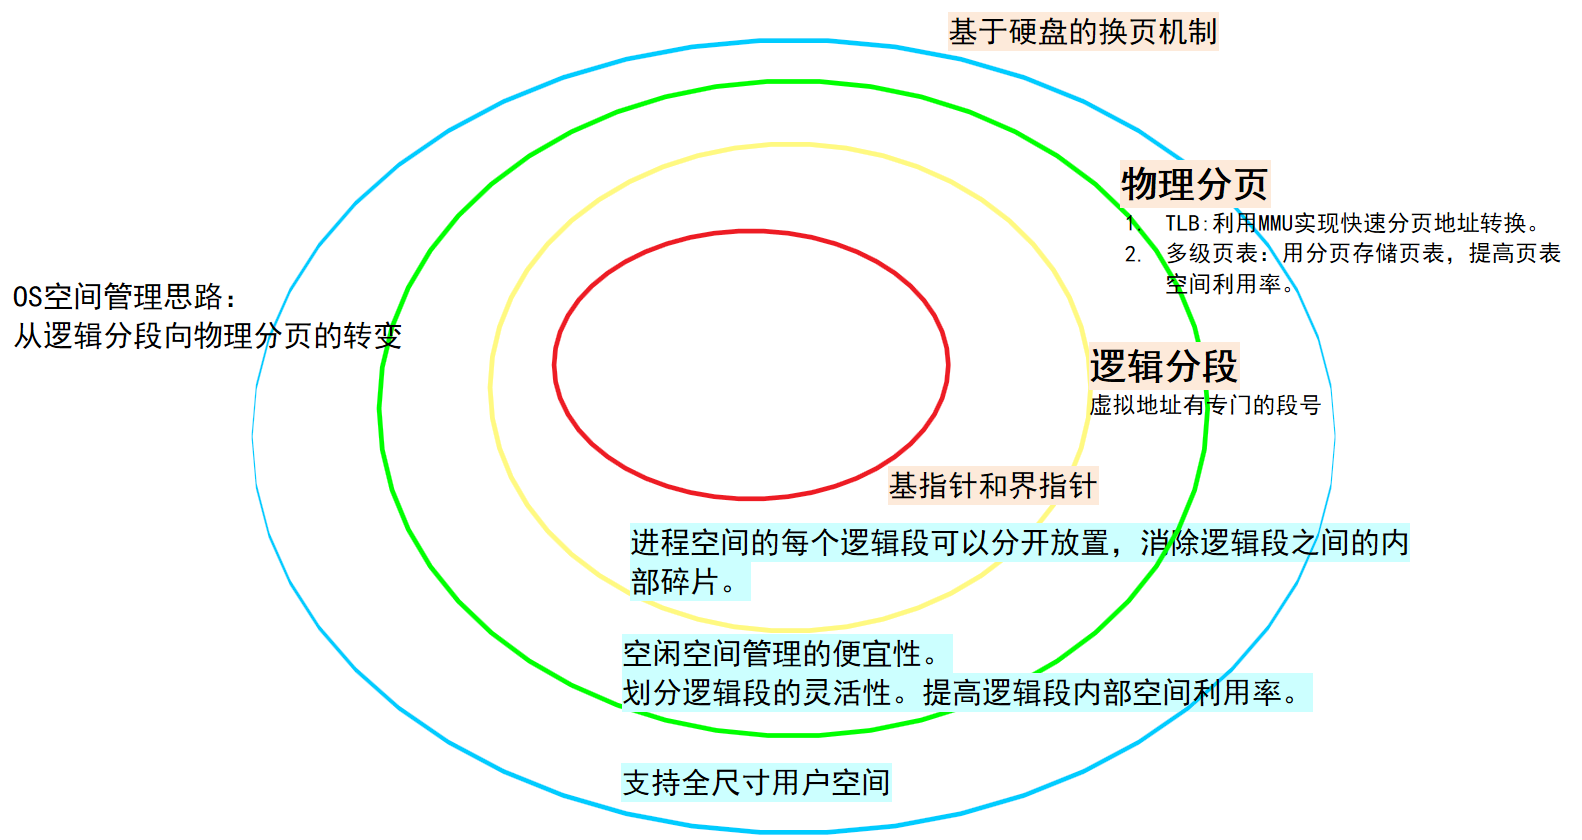 基于硬盘的换页机制
物理分页
1. TLB:利用MMU实现快速分页地址转换。
2. 多级页表：用分页存储页表，提高页表
空间利用率。
OS空间管理思路：
从逻辑分段向物理分页的转变
逻辑分段
虚拟地址有专门的段号
基指针和界指针
进程空间的每个逻辑段可以分开放置，消除逻辑段之间的内
部碎片。
空闲空间管理的便宜性。
划分逻辑段的灵活性。提高逻辑段内部空间利用率。
支持全尺寸用户空间